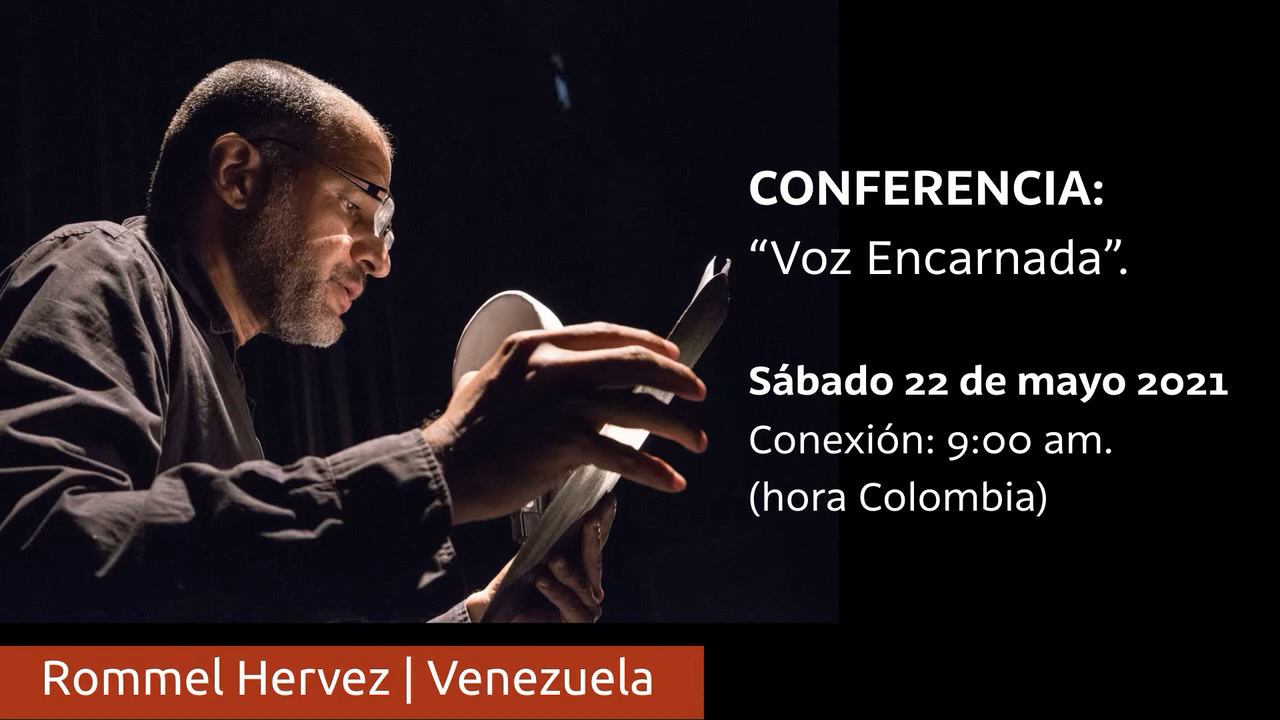 CONFERENCIA:
“Voz Encarnada”.
Sábado 22 de mayo 2021
Conexión: 9:00 am.
(hora Colombia)
Rommel Hervez | Venezuela